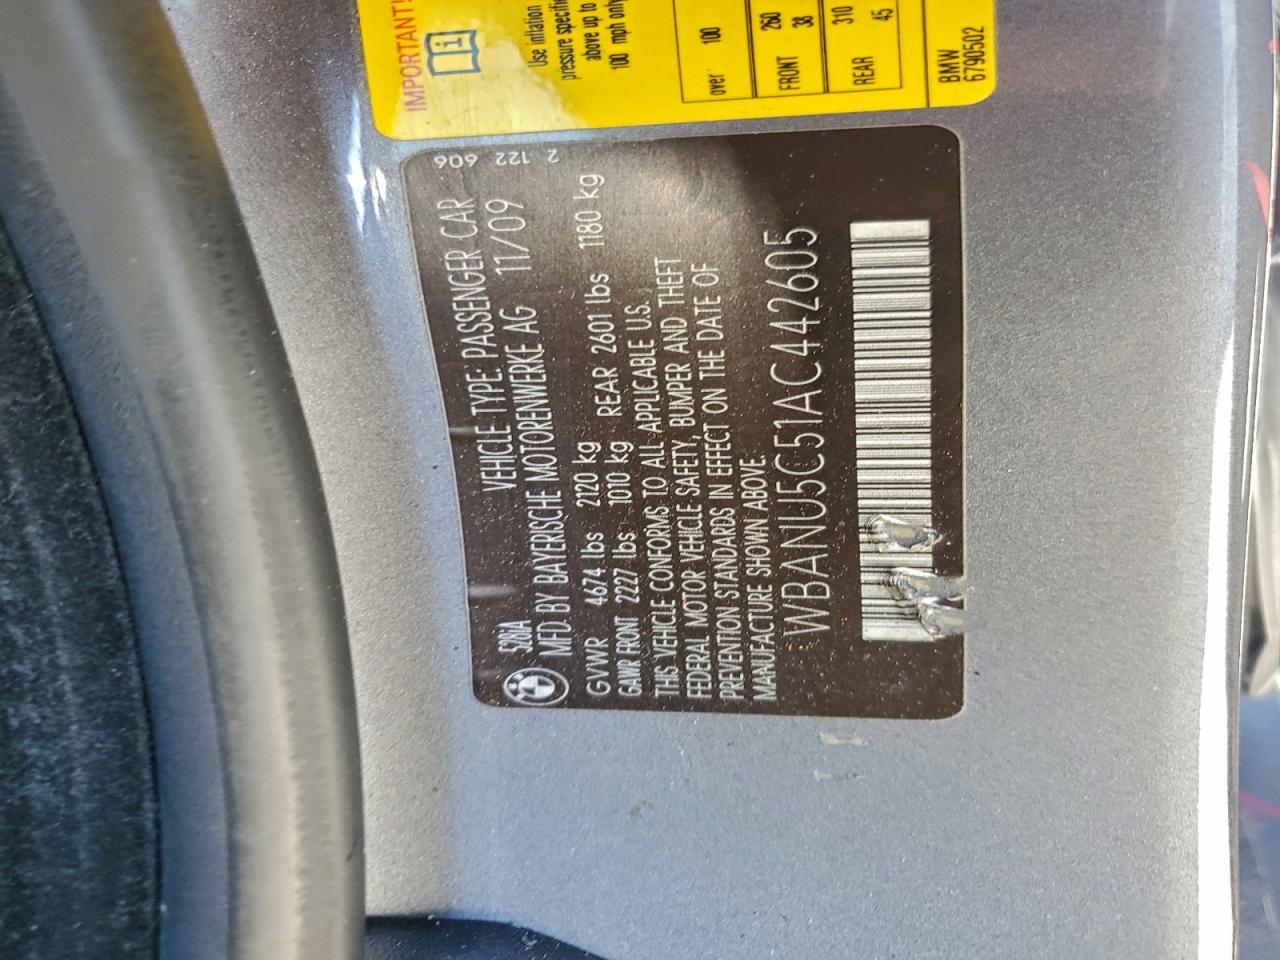 IMPORTANT!
Use inflation
pressure specifi
above up to
100 mph only
over 100
FRONT 260
38
REAR 310
45
BMW
6790502
606 122 2
528iA VEHICLE TYPE: PASSENGER CAR
MFD. BY BAYERISCHE MOTORENWERKE AG 11/09
GVWR 4674 lbs 2120 kg
GAWR FRONT 2227 lbs 1010 kg REAR 2601 lbs 1180 kg
THIS VEHICLE CONFORMS TO ALL APPLICABLE U.S.
FEDERAL MOTOR VEHICLE SAFETY, BUMPER AND THEFT
PREVENTION STANDARDS IN EFFECT ON THE DATE OF
MANUFACTURE SHOWN ABOVE.
WBANU5C51AC442605